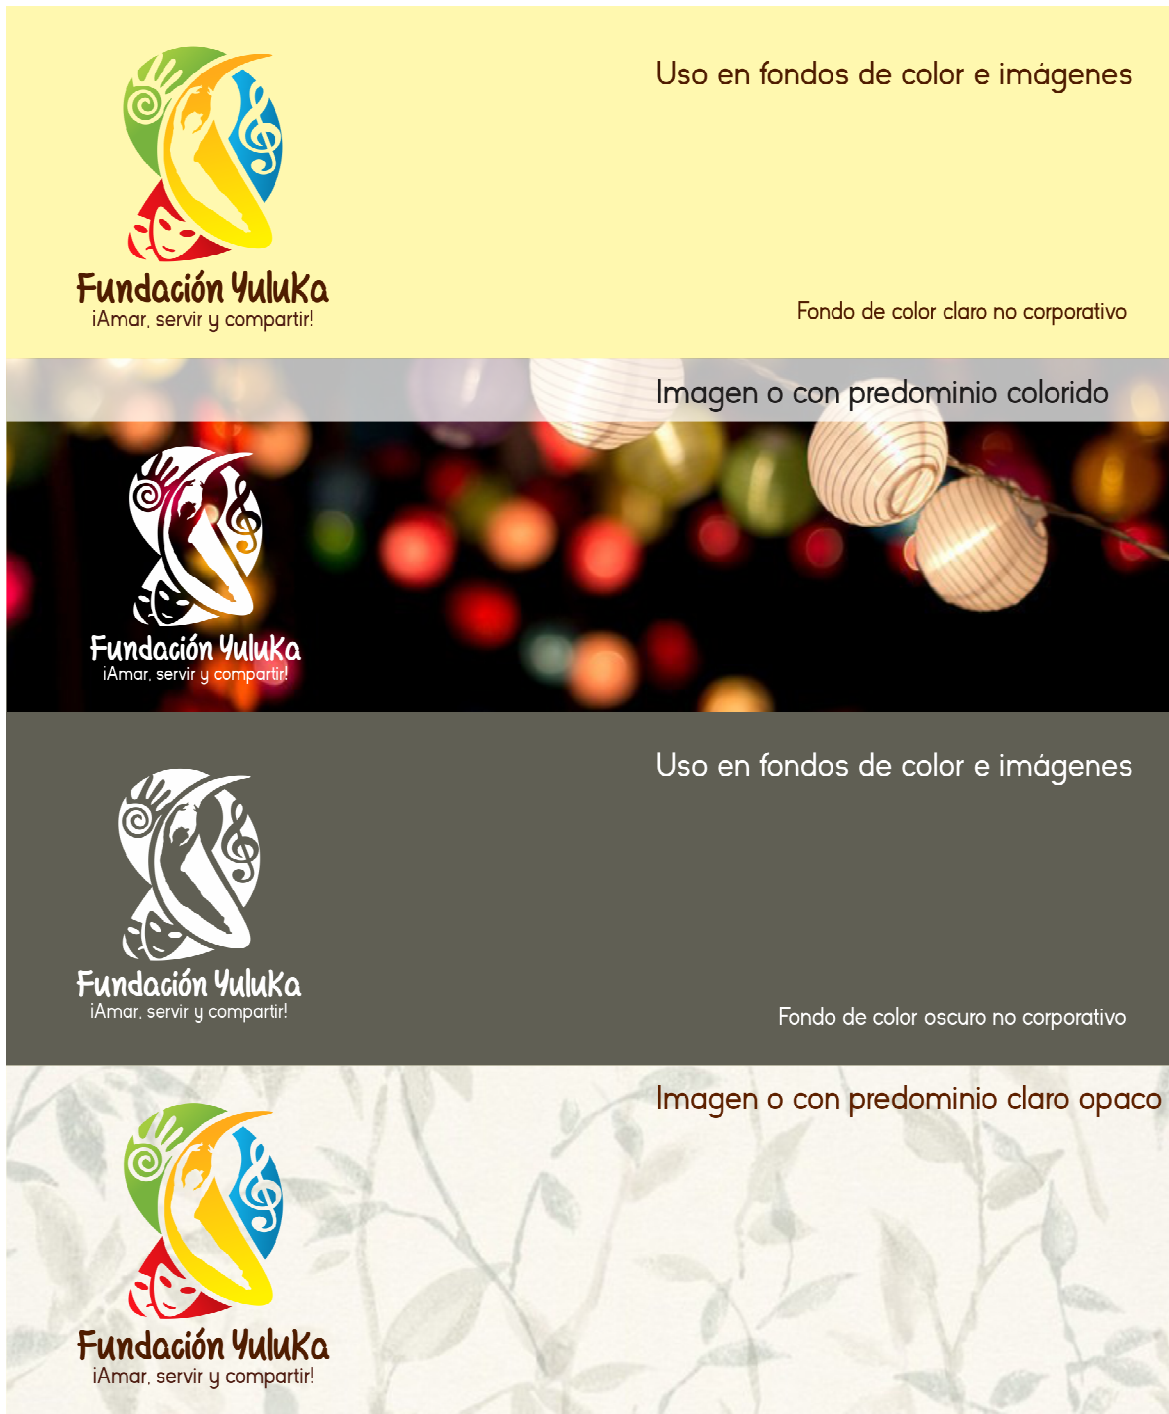 Uso en fondos de color e imágenes
Fundación Yuluka
¡Amar, servir y compartir!
Fondo de color claro no corporativo
Imagen o con predominio colorido
Fundación Yuluka
¡Amar, servir y compartir!
Uso en fondos de color e imágenes
Fundación Yuluka
¡Amar, servir y compartir!
Fondo de color oscuro no corporativo
Imagen o con predominio claro opaco
Fundación Yuluka
¡Amar, servir y compartir!